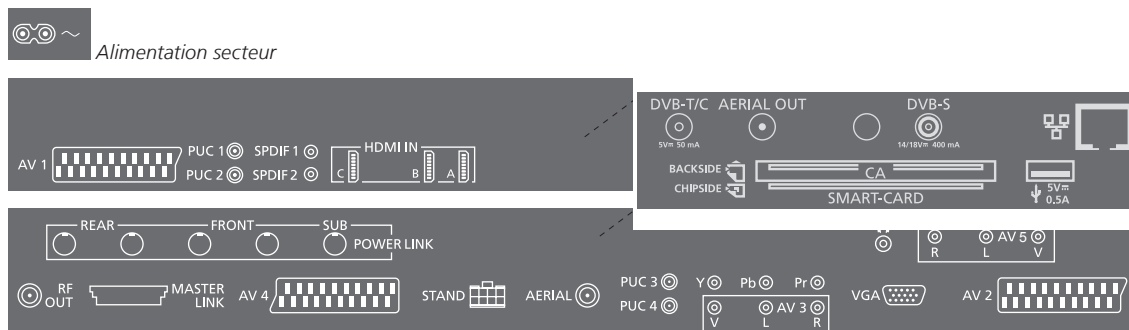 Alimentation secteur
AV 1
PUC 1 SPDIF 1
PUC 2 SPDIF 2
HDMI IN
C B A
DVB-T/C AERIAL OUT DVB-S
5V 50 mA 14/18V 400 mA
BACKSIDE
CHIPSIDE
CA
SMART-CARD
5V
0.5A
REAR FRONT SUB
POWER LINK
RF OUT
MASTER LINK
AV 4
STAND
AERIAL
PUC 3
PUC 4
Y Pb Pr
AV 3
V L R
VGA
AV 5
R L V
AV 2